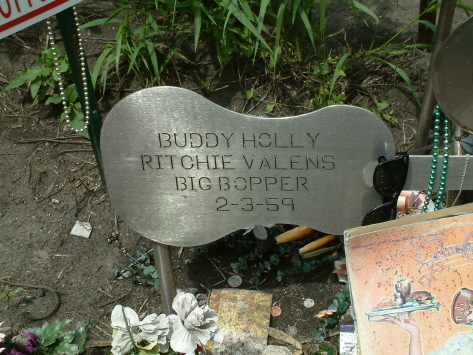 BUDDY HOLLY
RITCHIE VALENS
BIG BOPPER
2-3-59